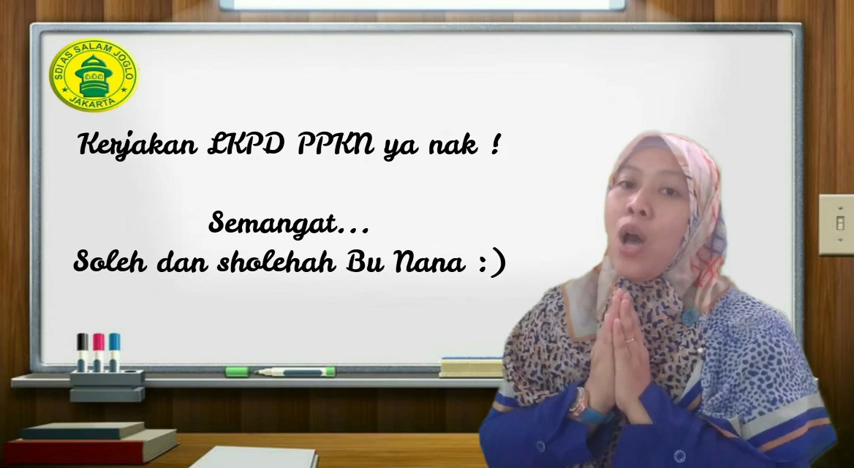 SDI AS SALAM JOGLO
JAKARTA
Kerjakan LKPD PPKN ya nak !
Semangat...
Soleh dan sholehah Bu Nana :)